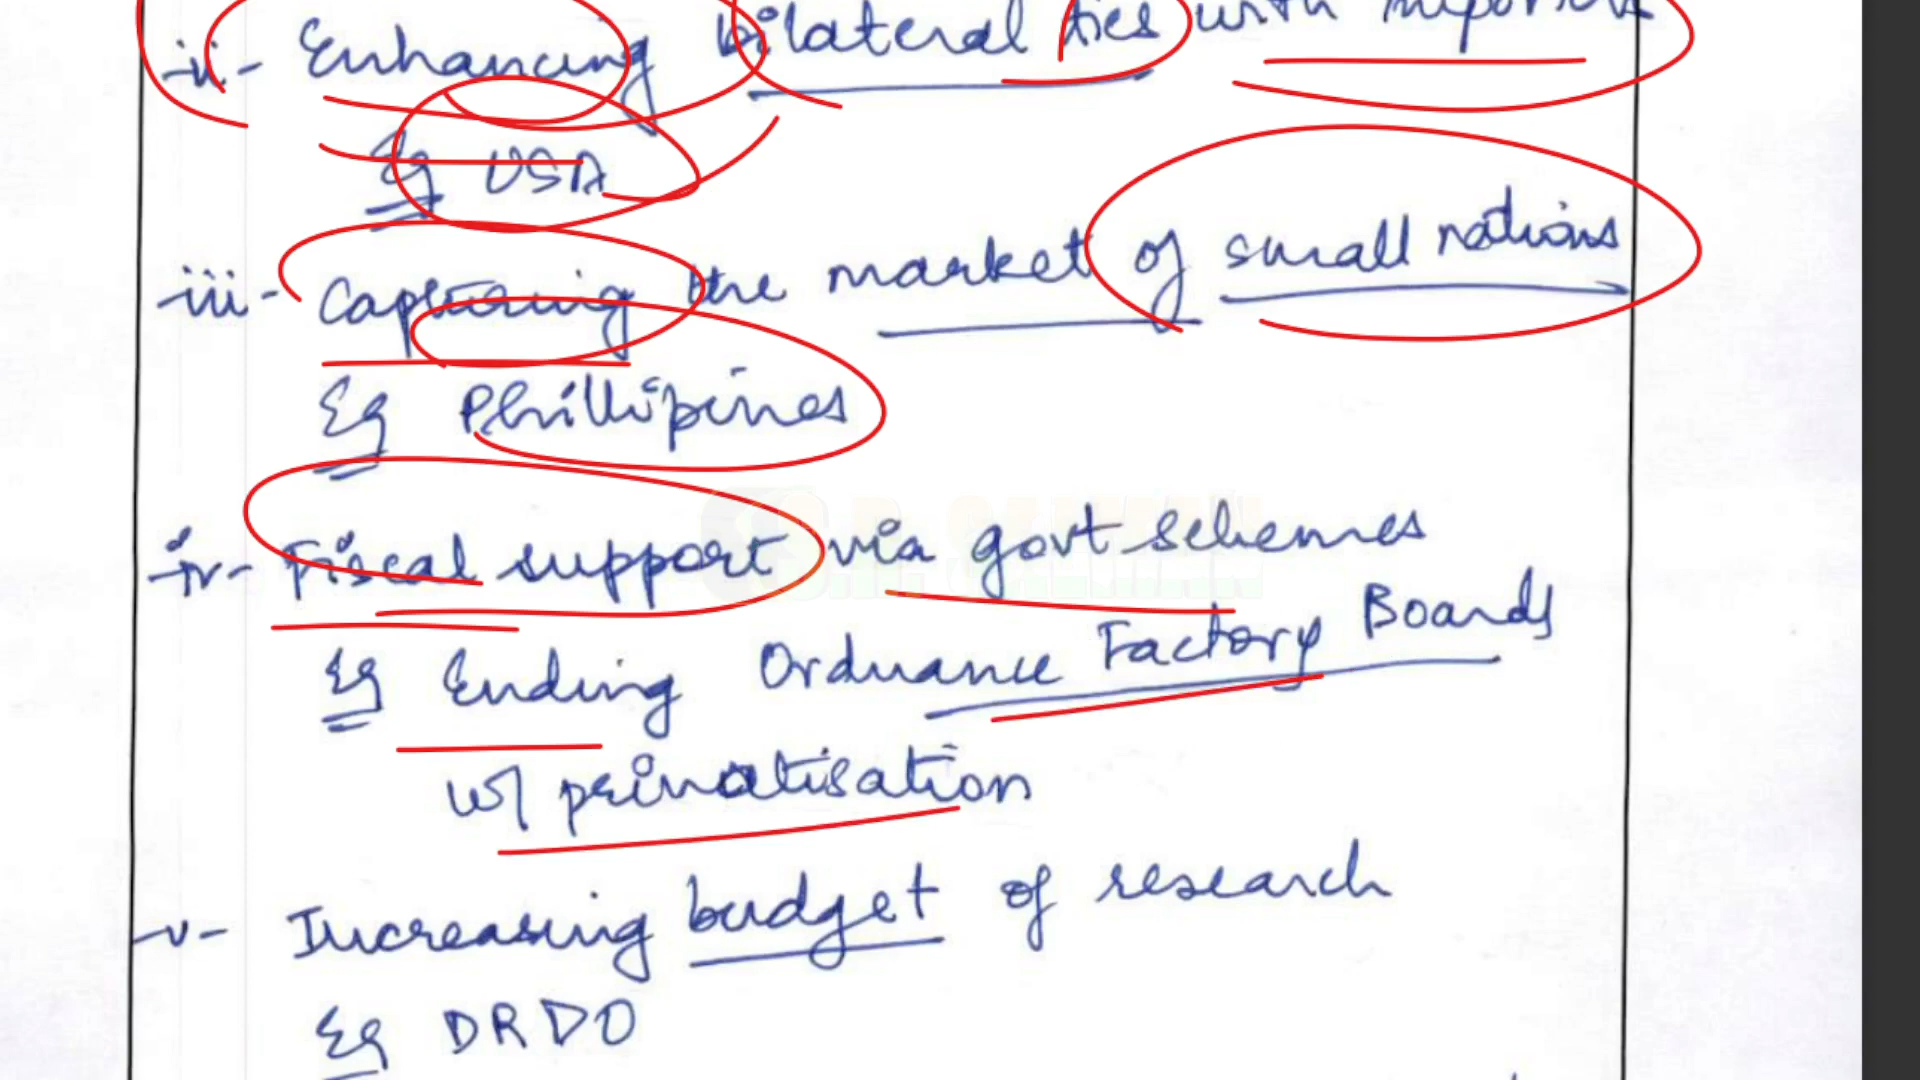 -ii- Enhancing bilateral ties with
Eg USA
-iii- Capturing the market of small nations
Eg Phillipines
-iv- Fiscal support via govt schemes
Eg Ending Ordnance Factory Boards
w/ privatisation
-v- Increasing budget of research
Eg DRDO